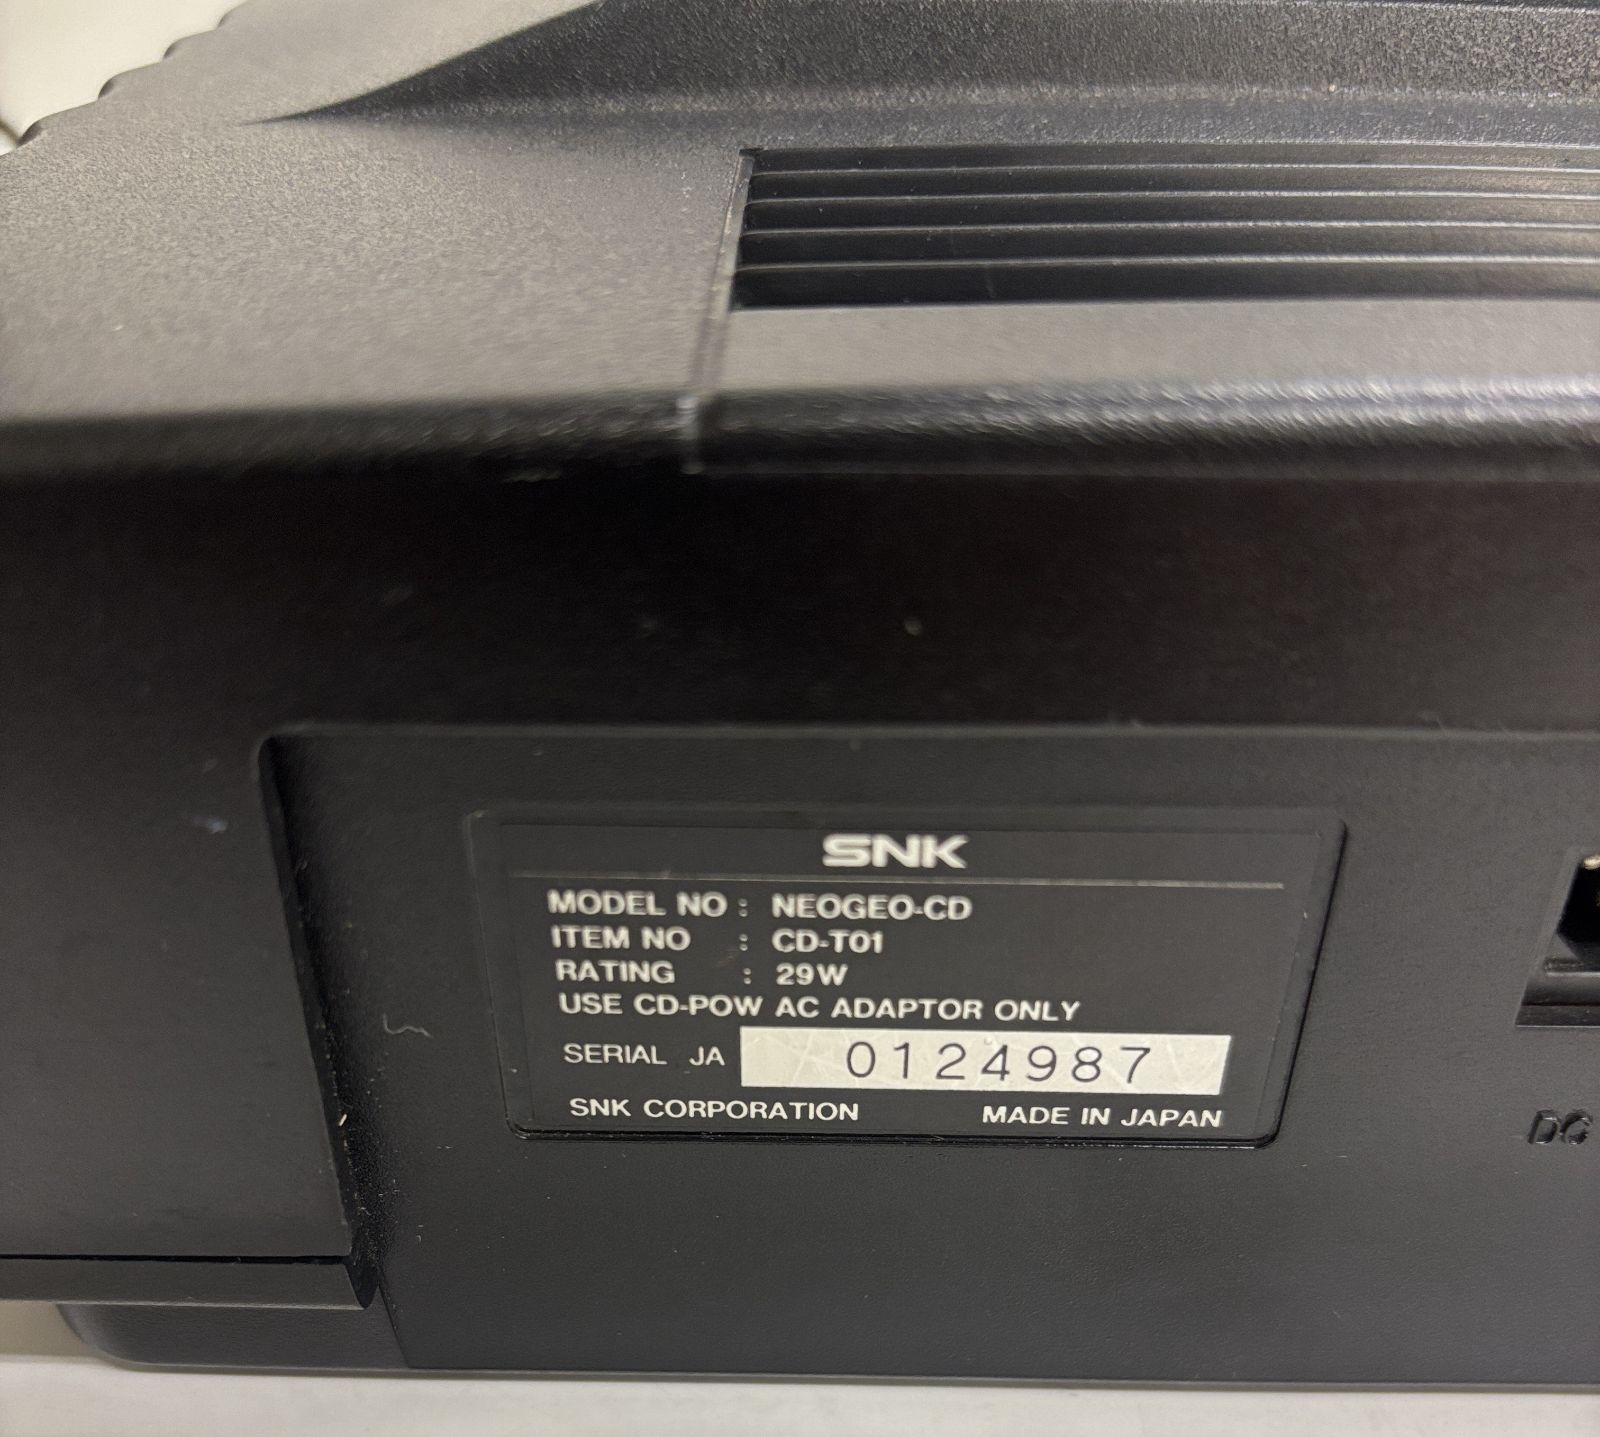 SNK
MODEL NO : NEOGEO-CD
ITEM NO : CD-T01
RATING : 29W
USE CD-POW AC ADAPTOR ONLY
SERIAL JA 0124987
SNK CORPORATION MADE IN JAPAN
DC